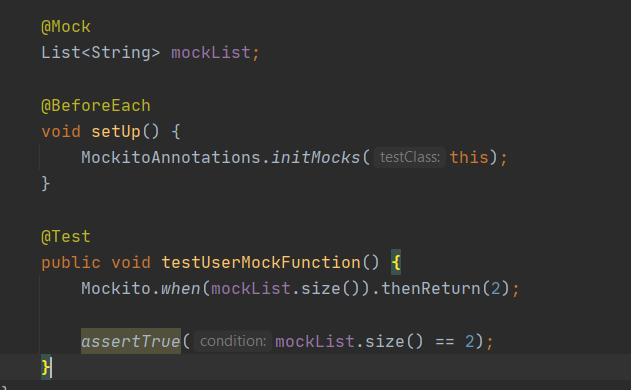 @Mock
List<String> mockList;
@BeforeEach
void setUp() {
MockitoAnnotations.initMocks( testClass: this);
}
@Test
public void testUserMockFunction() {
Mockito.when(mockList.size()).thenReturn(2);
assertTrue( condition: mockList.size() == 2);
}